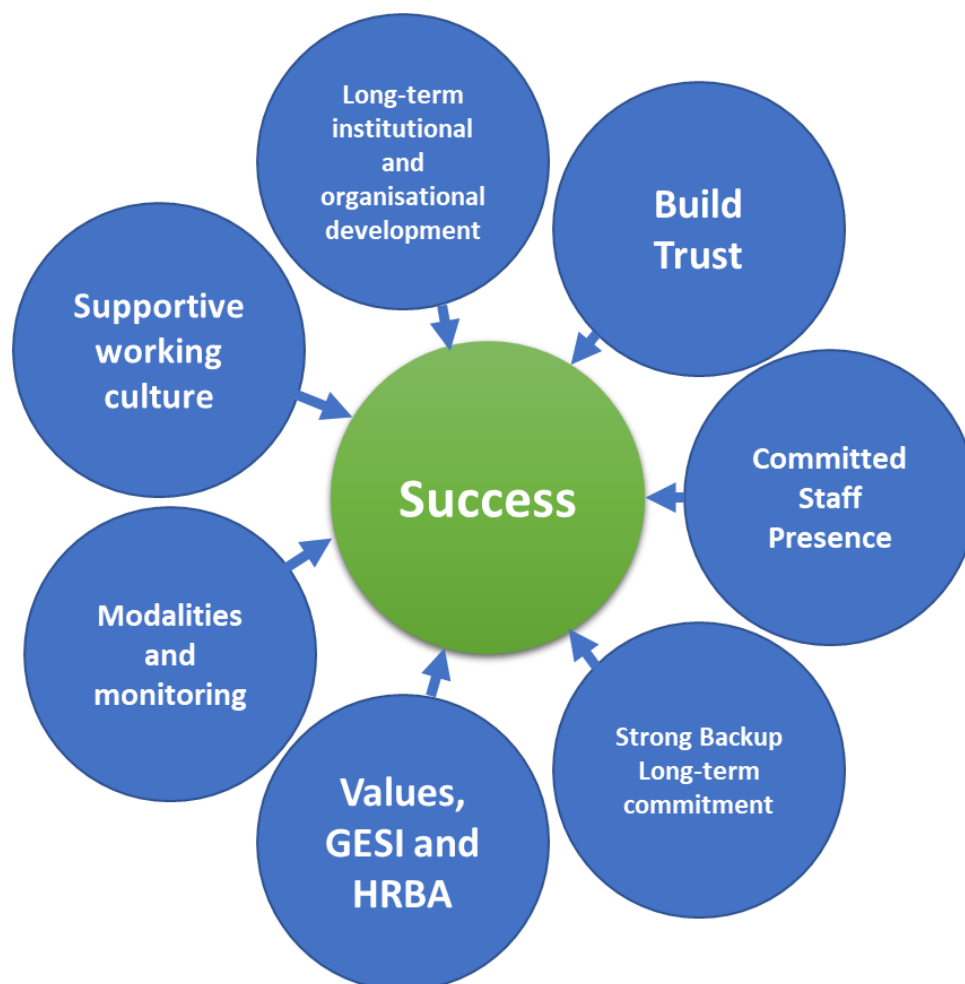 Long-term
institutional
and
organisational
development
Build
Trust
Supportive
working
culture
Committed
Staff
Presence
Success
Modalities
and
monitoring
Strong Backup
Long-term
commitment
Values,
GESI and
HRBA